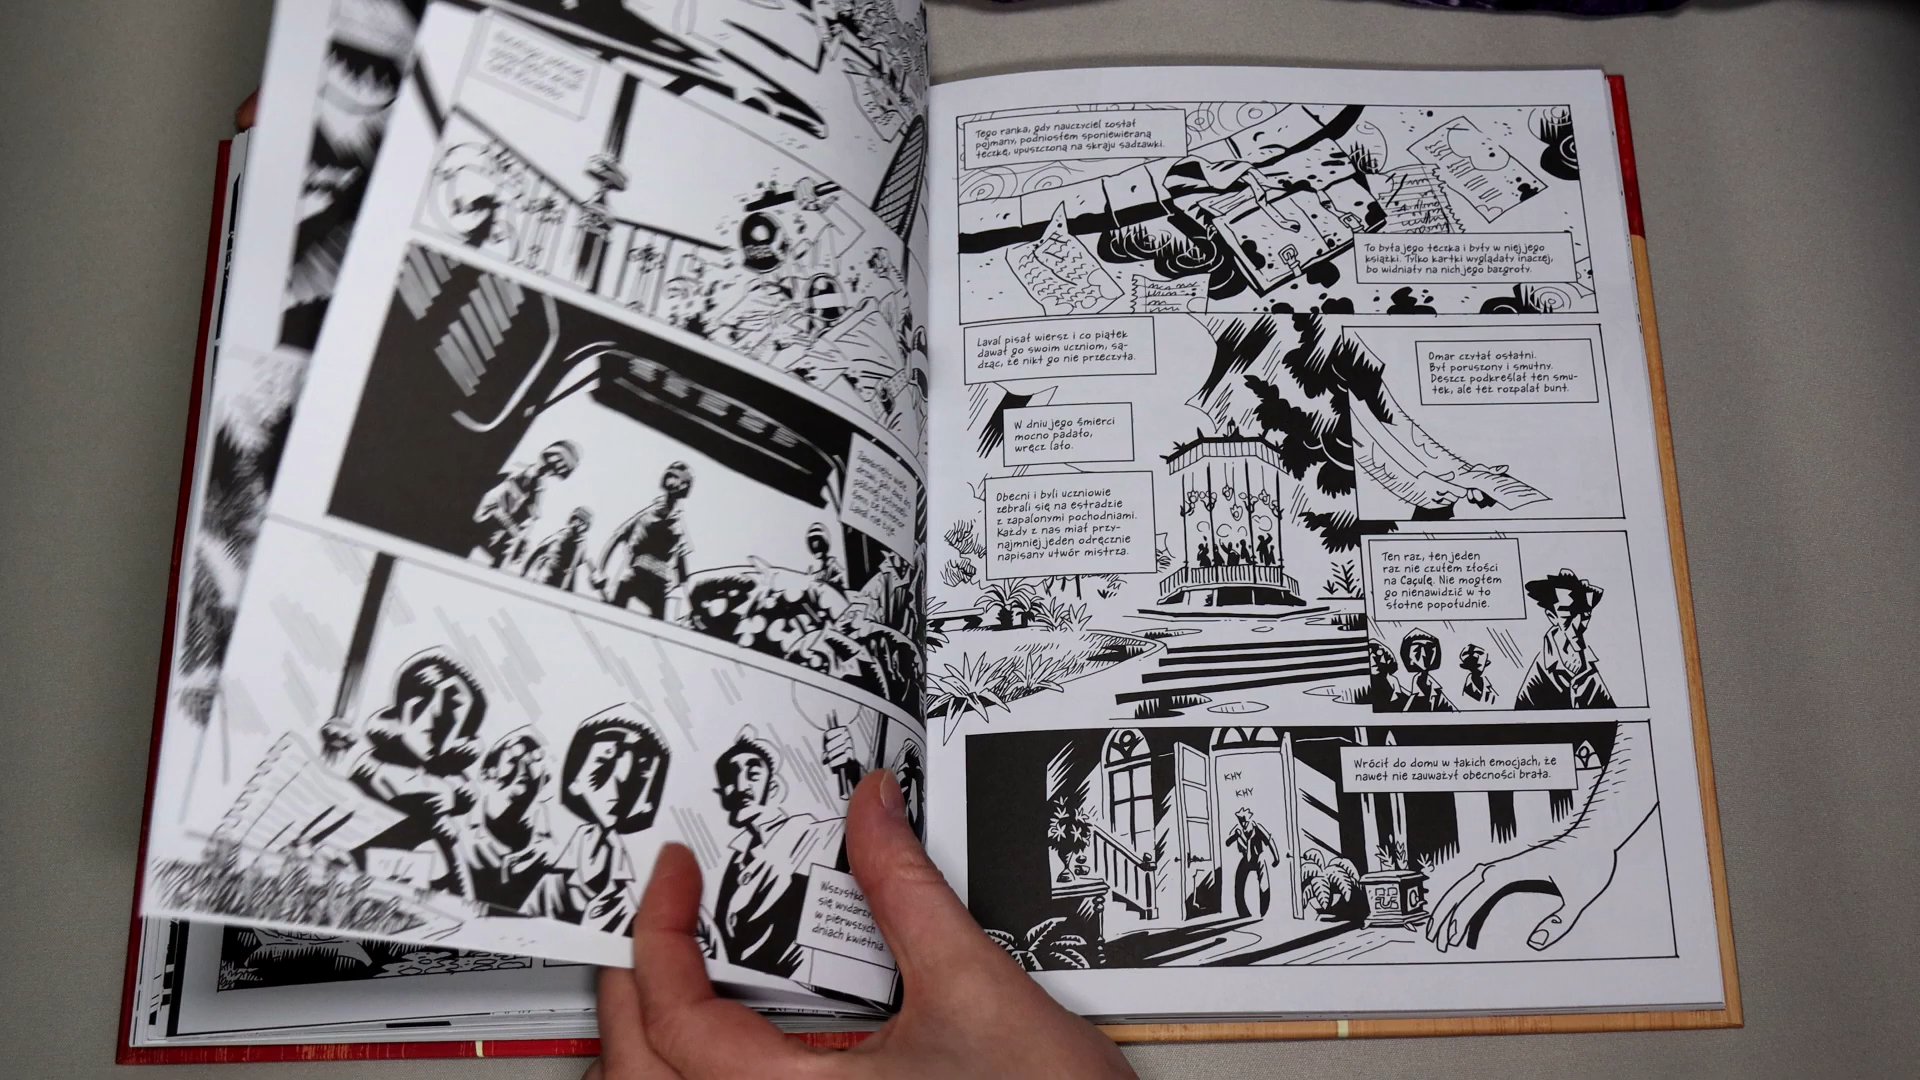 Wszystko
się wydarzy
w pierwszych
dniach kwietnia
Tego ranka, gdy nauczyciel został
pojmany, podniosłem sponiewieraną
teczkę, upuszczoną na skraju sadzawki.
To była jego teczka i były w niej jego
książki. Tylko kartki wyglądały inaczej,
bo widniały na nich jego bazgroły.
Laval pisał wiersz i co piątek
dawał go swoim uczniom, są-
dząc, że nikt go nie przeczyta.
W dniu jego śmierci
mocno padało,
wręcz lało.
Obecni i byli uczniowie
zebrali się na estradzie
z zapalonymi pochodniami.
Każdy z nas miał przy-
najmniej jeden odręcznie
napisany utwór mistrza.
Omar czytał ostatni.
Był poruszony i smutny.
Deszcz podkreślał ten smu-
tek, ale też rozpalał bunt.
Ten raz, ten jeden
raz nie czułem złości
na Caçulę. Nie mogłem
go nienawidzić w to
słotne popołudnie.
KHY
KHY
Wrócił do domu w takich emocjach, że
nawet nie zauważył obecności brata.